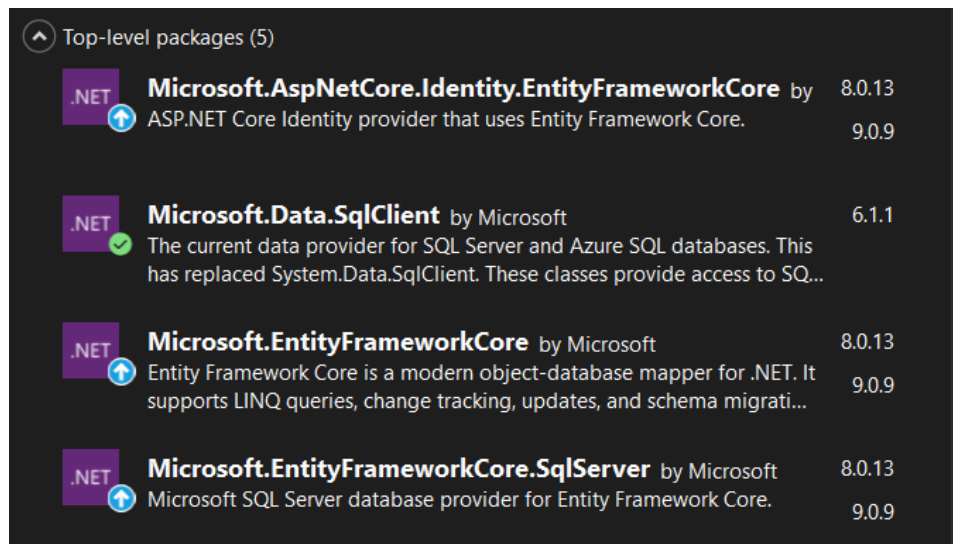 Top-level packages (5)
.NET
Microsoft.AspNetCore.Identity.EntityFrameworkCore by 8.0.13
ASP.NET Core Identity provider that uses Entity Framework Core.
9.0.9
.NET
Microsoft.Data.SqlClient by Microsoft 6.1.1
The current data provider for SQL Server and Azure SQL databases. This
has replaced System.Data.SqlClient. These classes provide access to SQ...
.NET
Microsoft.EntityFrameworkCore by Microsoft 8.0.13
Entity Framework Core is a modern object-database mapper for .NET. It
9.0.9
supports LINQ queries, change tracking, updates, and schema migrati...
.NET
Microsoft.EntityFrameworkCore.SqlServer by Microsoft 8.0.13
Microsoft SQL Server database provider for Entity Framework Core.
9.0.9